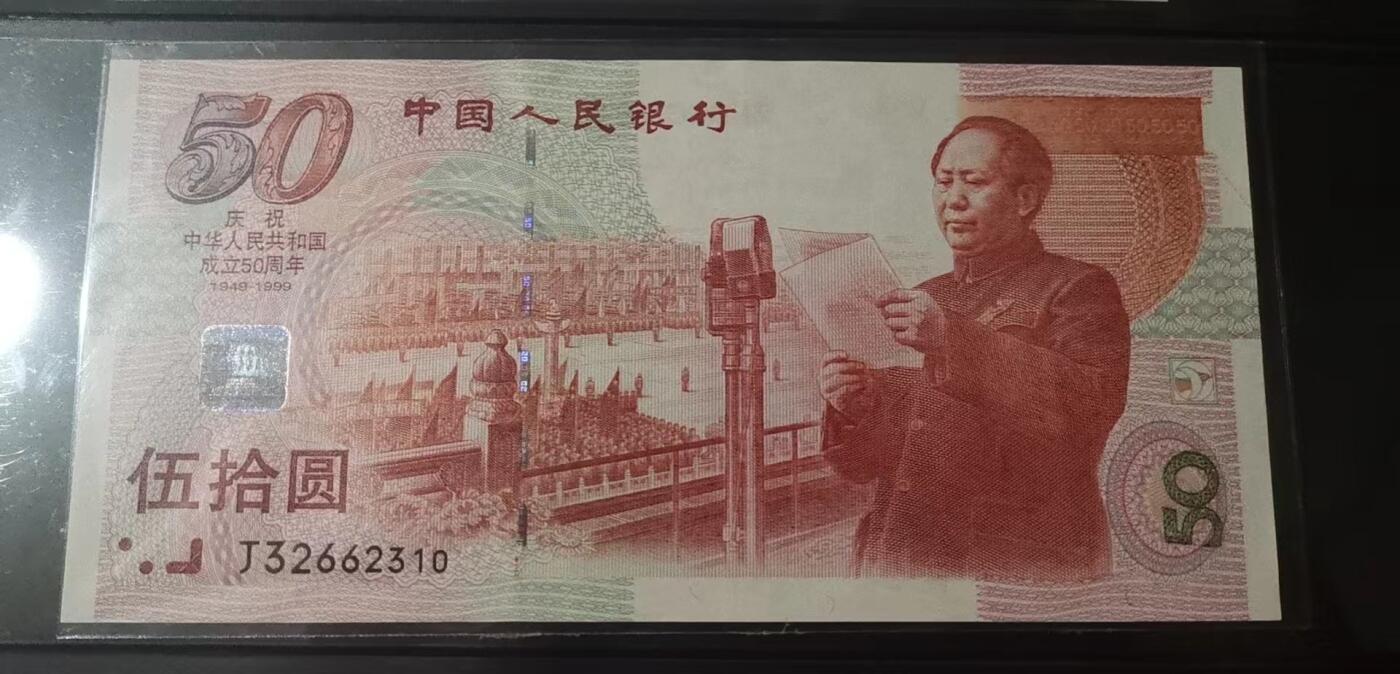 50
中国人民银行
庆祝
中华人民共和国
成立50周年
1949-1999
伍拾圆
J32662310
50